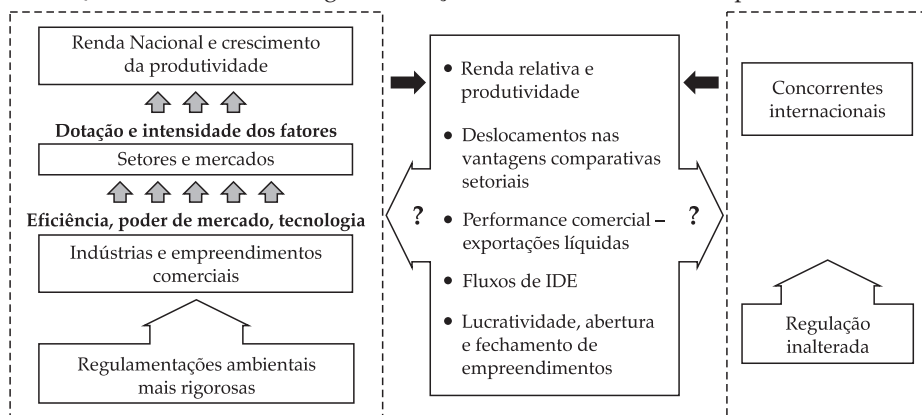 Renda Nacional e crescimento
da produtividade
Dotação e intensidade dos fatores
Setores e mercados
Eficiência, poder de mercado, tecnologia
Indústrias e empreendimentos
comerciais
Regulamentações ambientais
mais rigorosas
?
• Renda relativa e
produtividade
• Deslocamentos nas
vantagens comparativas
setoriais
• Performance comercial –
exportações líquidas
• Fluxos de IDE
• Lucratividade, abertura
e fechamento de
empreendimentos
?
Concorrentes
internacionais
Regulação
inalterada